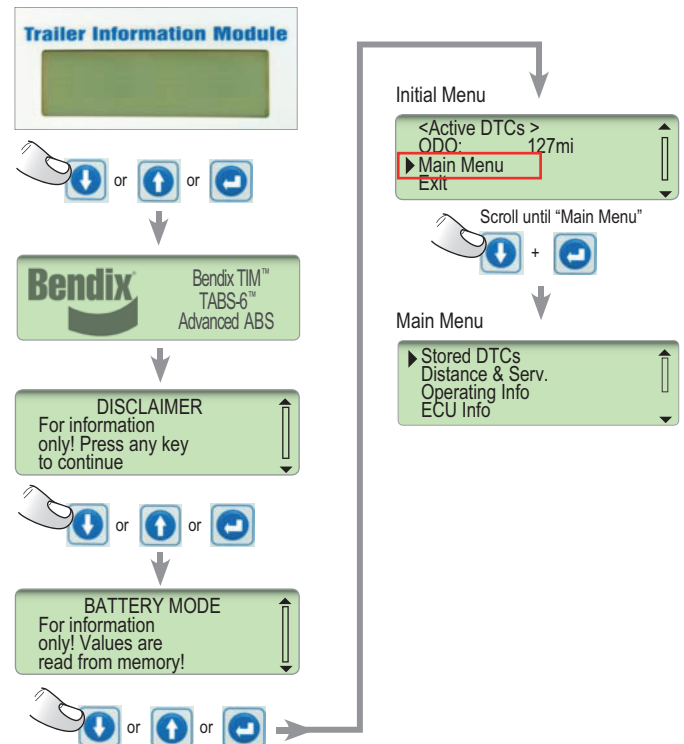 Trailer Information Module
or or
Bendix
Bendix TIM™
TABS-6™
Advanced ABS
DISCLAIMER
For information
only! Press any key
to continue
or or
BATTERY MODE
For information
only! Values are
read from memory!
or or
Initial Menu
<Active DTCs >
ODO: 127mi
Main Menu
Exit
Scroll until “Main Menu”
+
Main Menu
Stored DTCs
Distance & Serv.
Operating Info
ECU Info